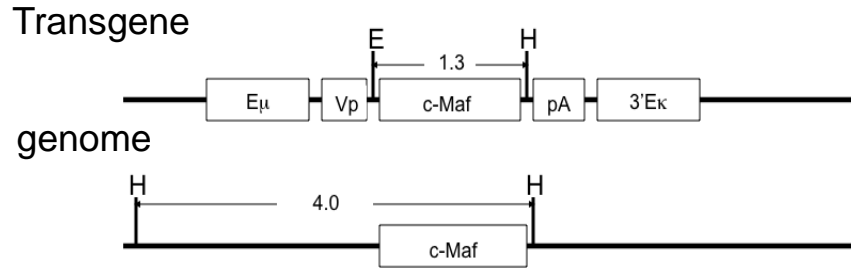 Transgene
E H
1.3
Eμ Vp c-Maf pA 3'Eκ
genome
H H
4.0
c-Maf